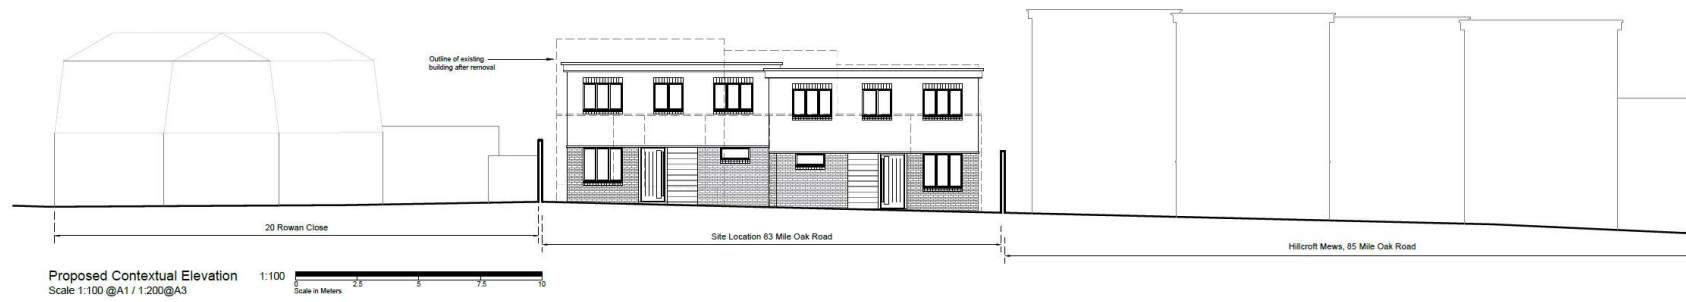 Outline of existing
building after removal
20 Rowan Close
Site Location 83 Mile Oak Road
Hillcroft Mews, 85 Mile Oak Road
Proposed Contextual Elevation 1:100
Scale 1:100 @A1 / 1:200@A3
0 2.5 5 7.5 10
Scale in Meters